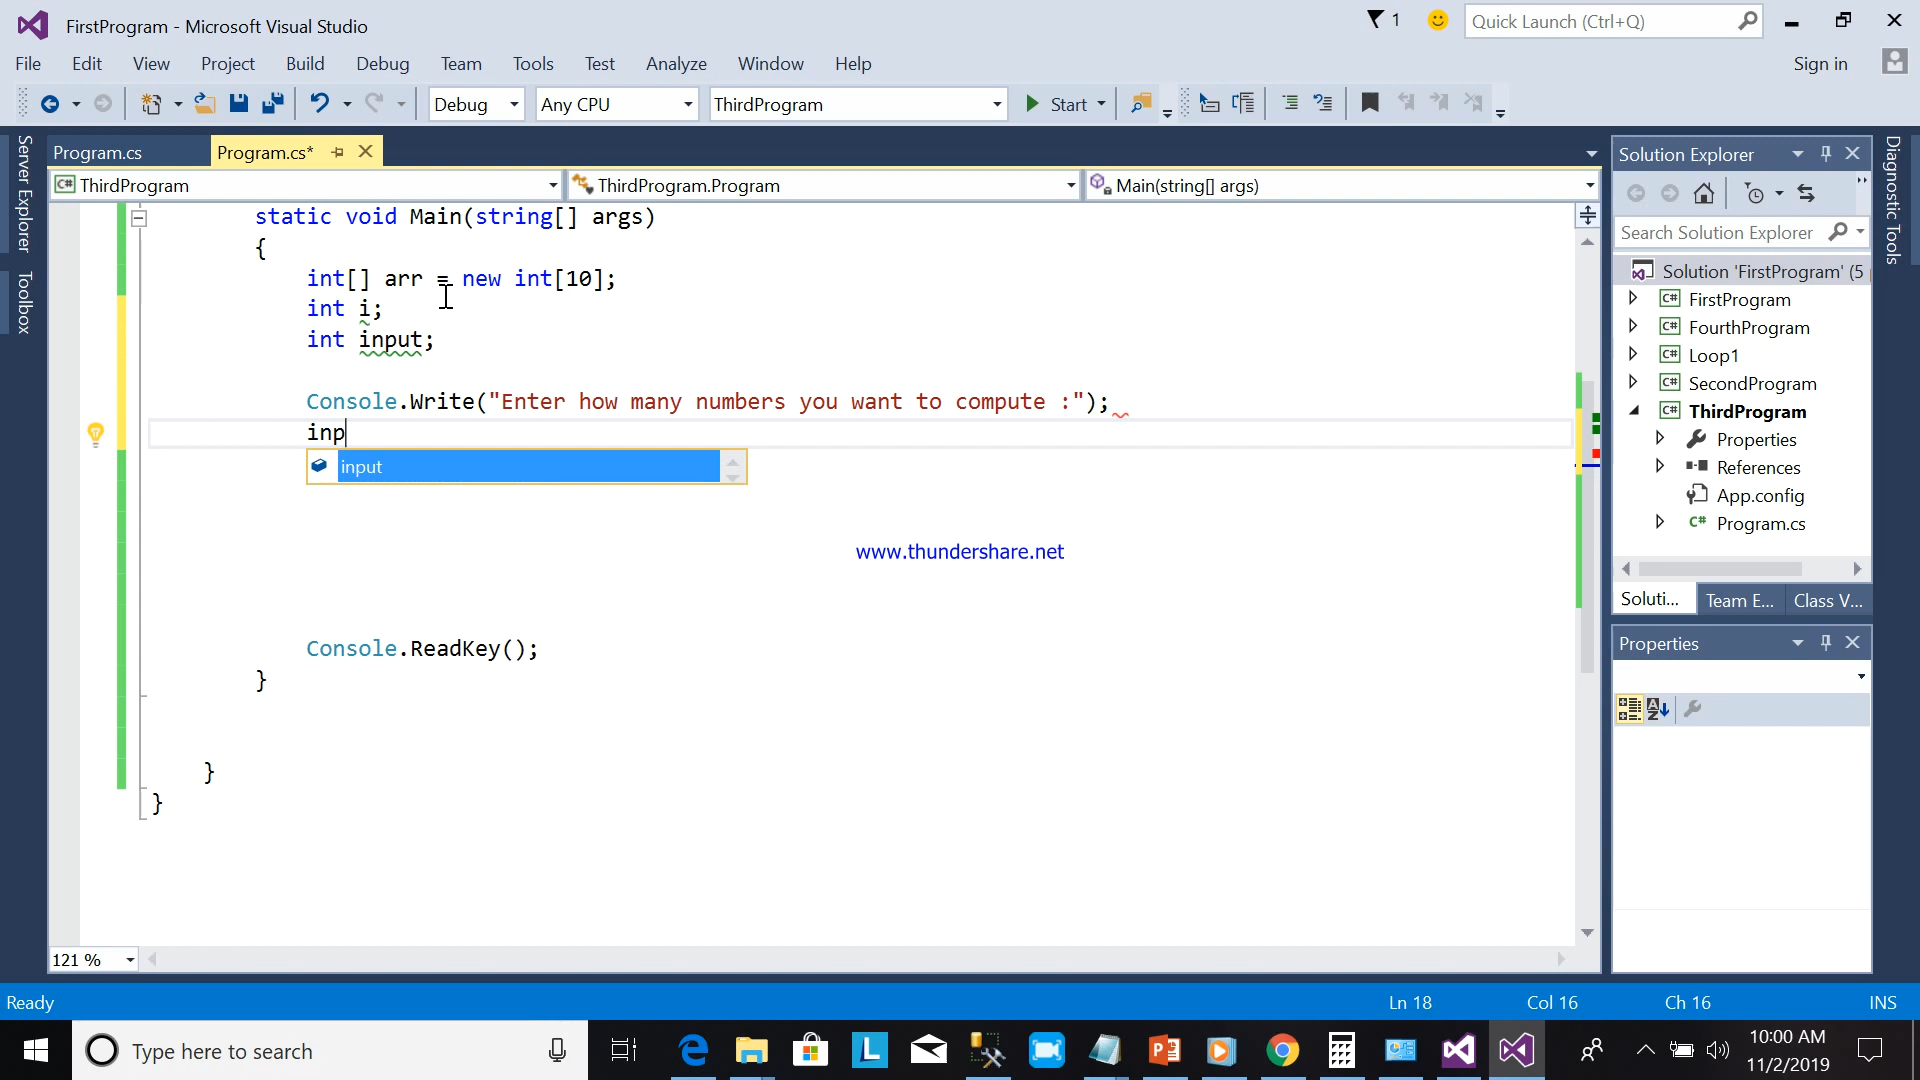 FirstProgram - Microsoft Visual Studio
1
Quick Launch (Ctrl+Q)
File Edit View Project Build Debug Team Tools Test Analyze Window Help
Sign in
Debug Any CPU ThirdProgram Start
Server Explorer
Toolbox
Program.cs Program.cs*
ThirdProgram ThirdProgram.Program Main(string[] args)
static void Main(string[] args)
{
int[] arr = new int[10];
int i;
int input;
Console.Write("Enter how many numbers you want to compute :");
inp
input
www.thundershare.net
Console.ReadKey();
}
}
}
121 %
Solution Explorer
Search Solution Explorer
Solution 'FirstProgram' (5
FirstProgram
FourthProgram
Loop1
SecondProgram
ThirdProgram
Properties
References
App.config
Program.cs
Soluti... Team E... Class V...
Properties
Diagnostic Tools
Ready Ln 18 Col 16 Ch 16 INS
Type here to search
10:00 AM
11/2/2019